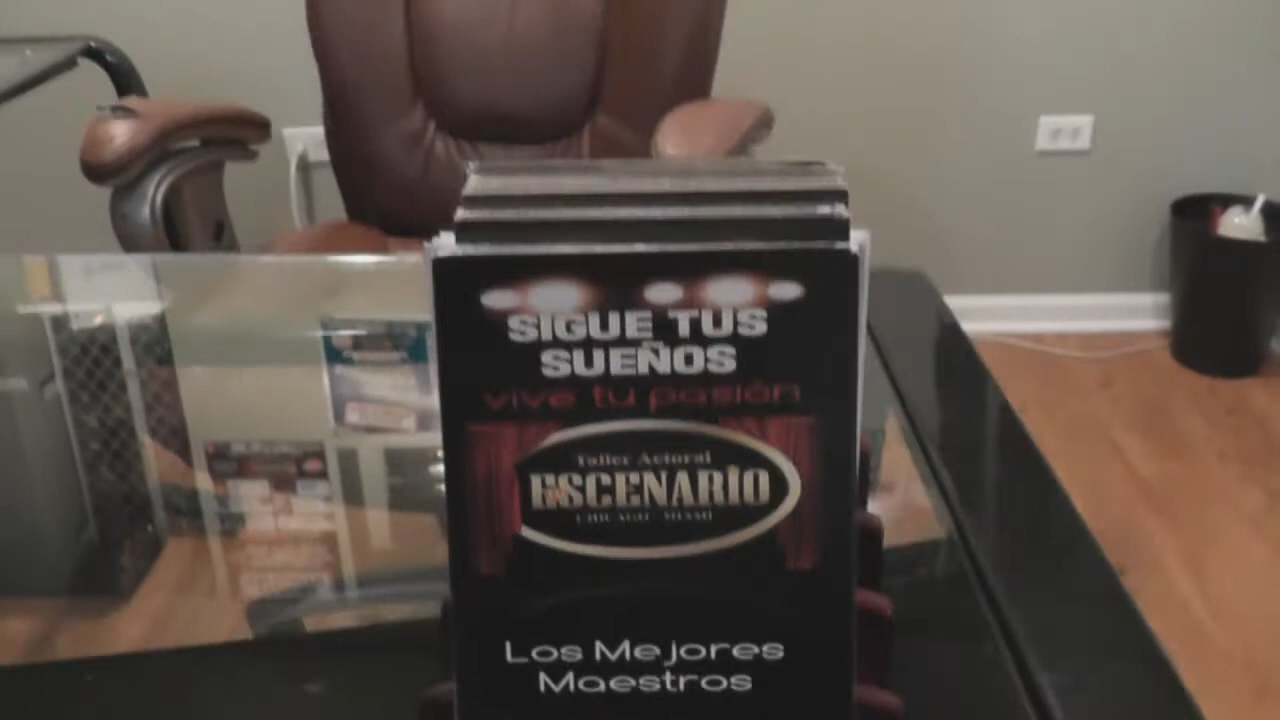 SIGUE TUS
SUEÑOS
vive tu pasión
Taller Actoral
ESCENARIO
CHICAGO MIAMI
Los Mejores
Maestros